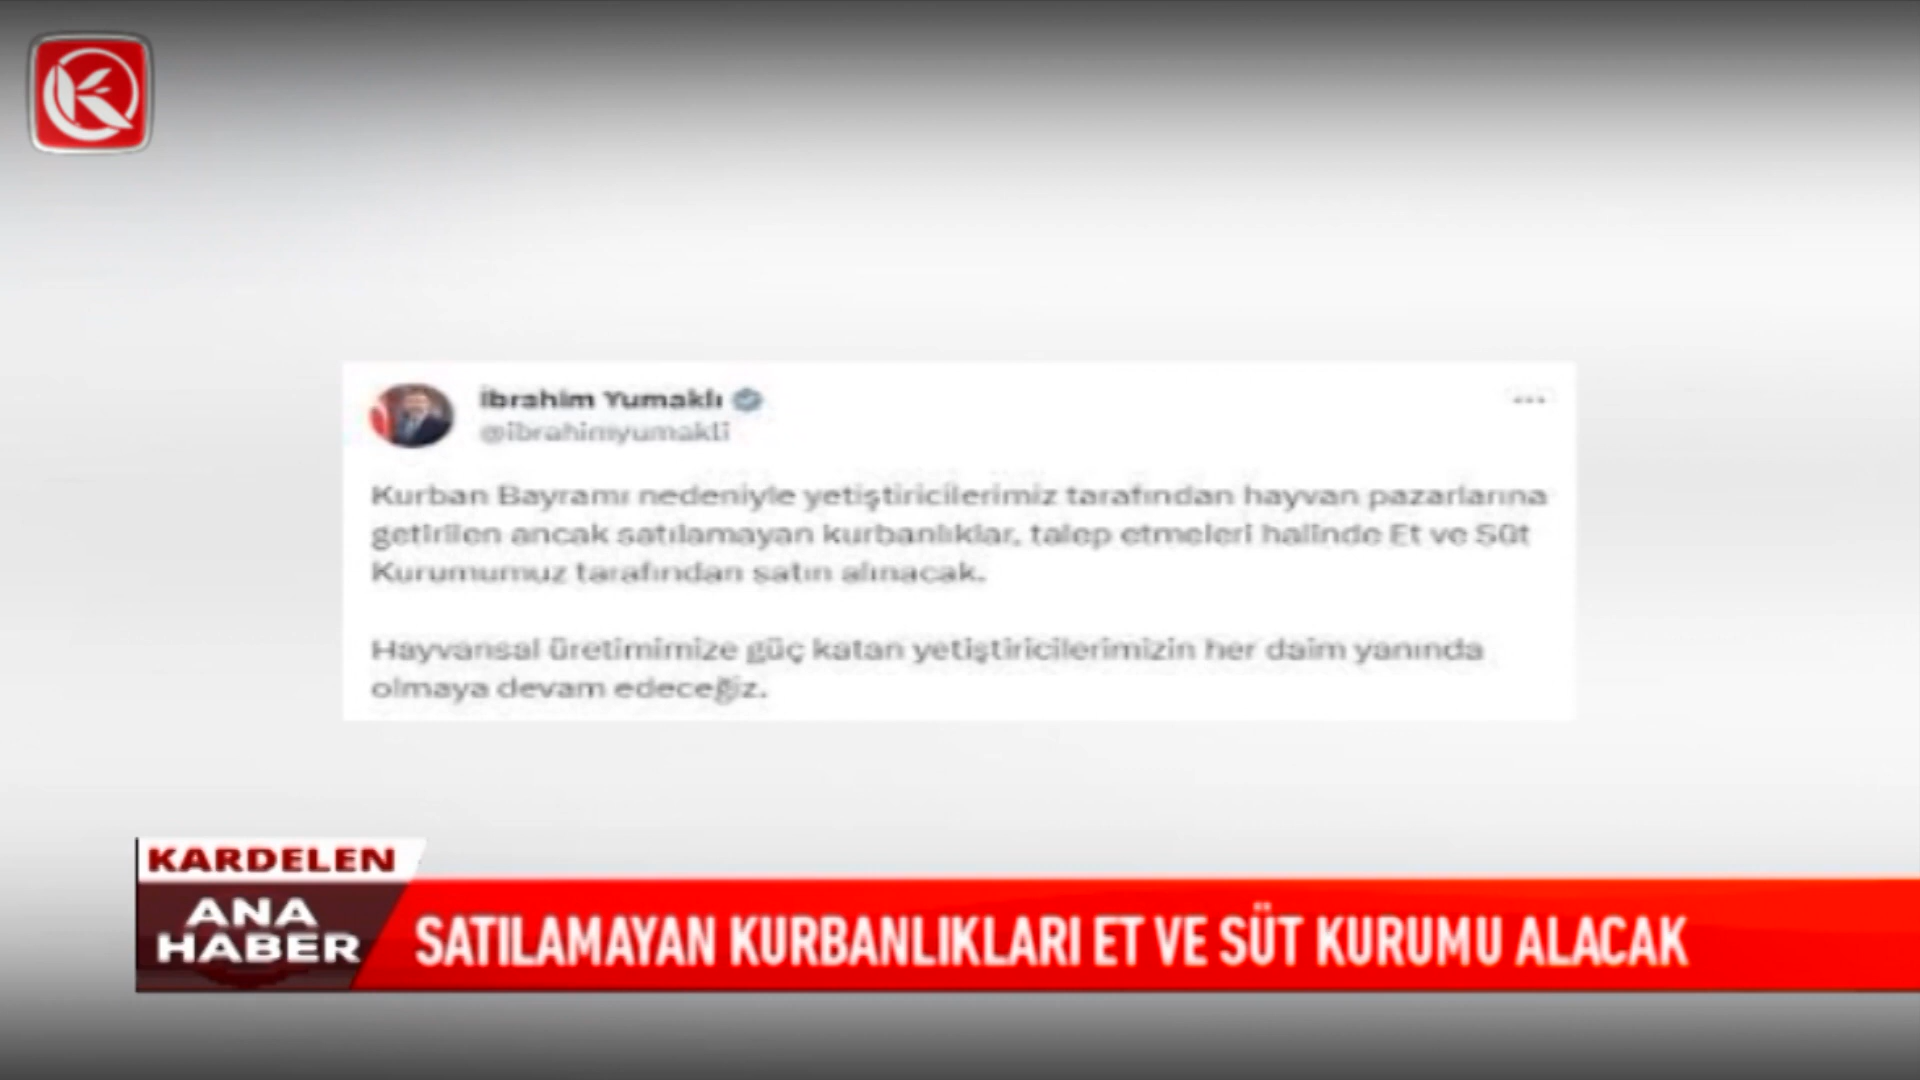 İbrahim Yumaklı
@ibrahimyumakli
Kurban Bayramı nedeniyle yetiştiricilerimiz tarafından hayvan pazarlarına
getirilen ancak satılamayan kurbanlıklar, talep etmeleri halinde Et ve Süt
Kurumumuz tarafından satın alınacak.
Hayvansal üretimimize güç katan yetiştiricilerimizin her daim yanında
olmaya devam edeceğiz.
KARDELEN
ANA
HABER
SATILAMAYAN KURBANLIKLARI ET VE SÜT KURUMU ALACAK